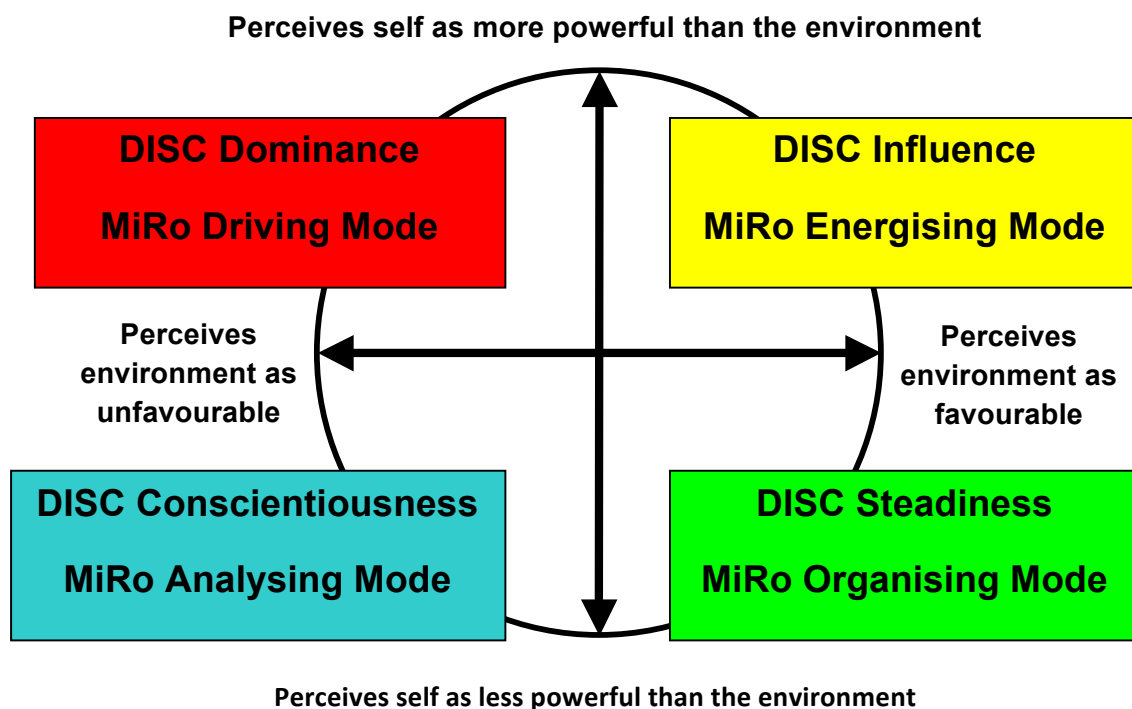 Perceives self as more powerful than the environment
DISC Dominance
MiRo Driving Mode
DISC Influence
MiRo Energising Mode
Perceives
environment as
unfavourable
Perceives
environment as
favourable
DISC Conscientiousness
MiRo Analysing Mode
DISC Steadiness
MiRo Organising Mode
Perceives self as less powerful than the environment